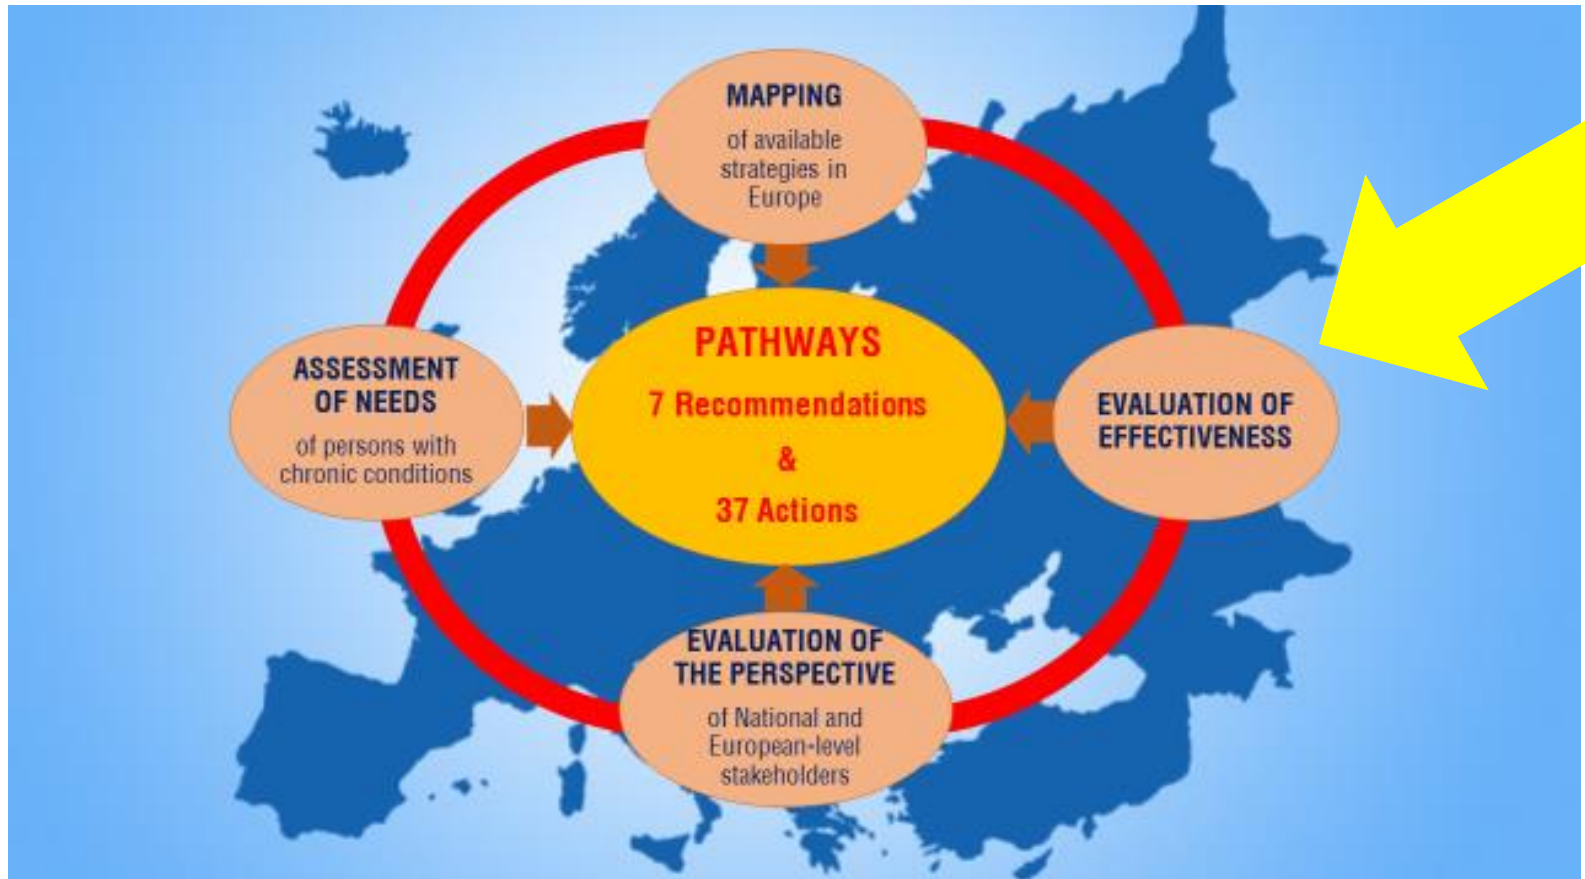 MAPPING
of available
strategies in
Europe
ASSESSMENT
OF NEEDS
of persons with
chronic conditions
PATHWAYS
7 Recommendations
&
37 Actions
EVALUATION OF
EFFECTIVENESS
EVALUATION OF
THE PERSPECTIVE
of National and
European-level
stakeholders